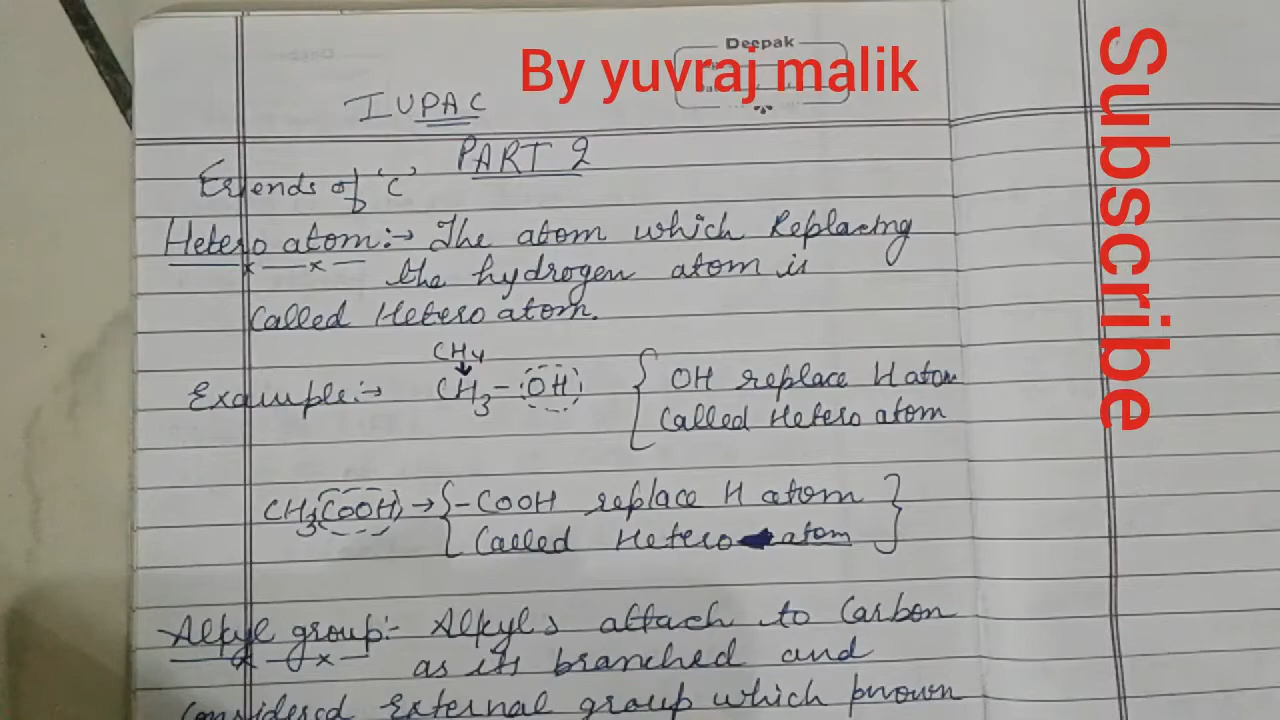 Deepak
By yuvraj malik
Subscribe
IUPAC
PART 2
Friends of 'C'
Hetero atom:→ The atom which Replacing
the hydrogen atom is
Called Hetero atom.
CH4
Example:→ CH3-OH { OH replace H atom
Called Hetero atom
CH3COOH → {-COOH replace H atom }
Called Hetero atom
Alkyl group:- Alkyls attach to Carbon
as its branched and
Considered External group which known